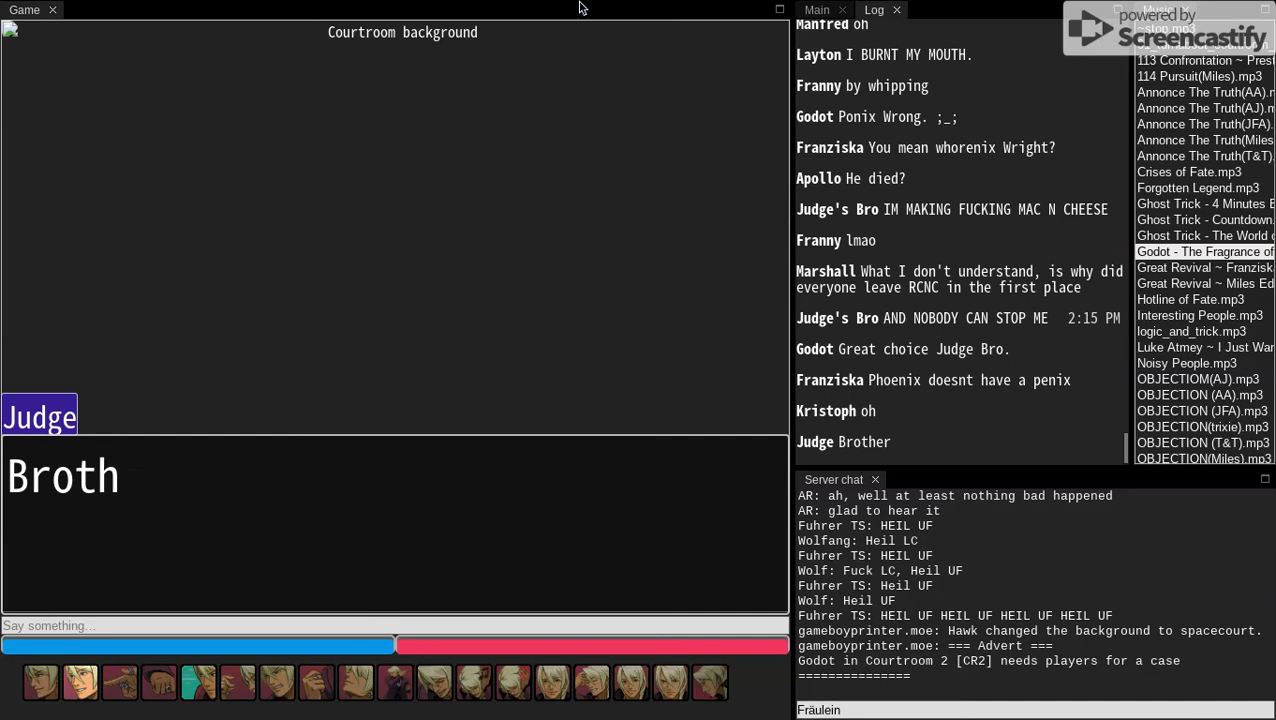 Game
Courtroom background
Judge
Broth
Say something...
Main
Log
Manfred oh
Layton I BURNT MY MOUTH.
Franny by whipping
Godot Ponix Wrong. ;_;
Franziska You mean whorenix Wright?
Apollo He died?
Judge's Bro IM MAKING FUCKING MAC N CHEESE
Franny lmao
Marshall What I don't understand, is why did
everyone leave RCNC in the first place
Judge's Bro AND NOBODY CAN STOP ME 2:15 PM
Godot Great choice Judge Bro.
Franziska Phoenix doesnt have a penix
Kristoph oh
Judge Brother
Server chat
AR: ah, well at least nothing bad happened
AR: glad to hear it
Fuhrer TS: HEIL UF
Wolfang: Heil LC
Fuhrer TS: HEIL UF
Wolf: Fuck LC, Heil UF
Fuhrer TS: Heil UF
Wolf: Heil UF
Fuhrer TS: HEIL UF HEIL UF HEIL UF HEIL UF
gameboyprinter.moe: Hawk changed the background to spacecourt.
gameboyprinter.moe: === Advert ===
Godot in Courtroom 2 [CR2] needs players for a case
===============
Fräulein
Music
powered by
Screencastify
~stop.mp3
113 Confrontation ~ Prest
114 Pursuit(Miles).mp3
Annonce The Truth(AA).m
Annonce The Truth(AJ).m
Annonce The Truth(JFA).
Annonce The Truth(Miles
Annonce The Truth(T&T).
Crises of Fate.mp3
Forgotten Legend.mp3
Ghost Trick - 4 Minutes E
Ghost Trick - Countdown.
Ghost Trick - The World o
Godot - The Fragrance of
Great Revival ~ Franzisk
Great Revival ~ Miles Ed
Hotline of Fate.mp3
Interesting People.mp3
logic_and_trick.mp3
Luke Atmey ~ I Just War
Noisy People.mp3
OBJECTIOM(AJ).mp3
OBJECTION (AA).mp3
OBJECTION (JFA).mp3
OBJECTION(trixie).mp3
OBJECTION (T&T).mp3
OBJECTION(Miles).mp3